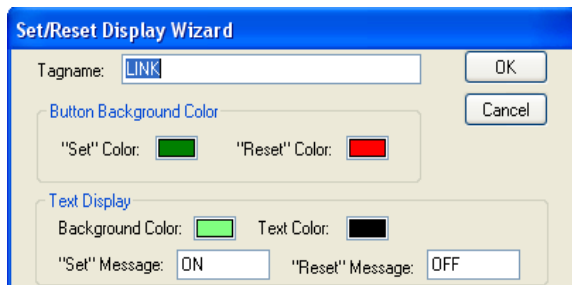 Set/Reset Display Wizard
Tagname: LINK OK
Button Background Color Cancel
"Set" Color: "Reset" Color:
Text Display
Background Color: Text Color:
"Set" Message: ON "Reset" Message: OFF